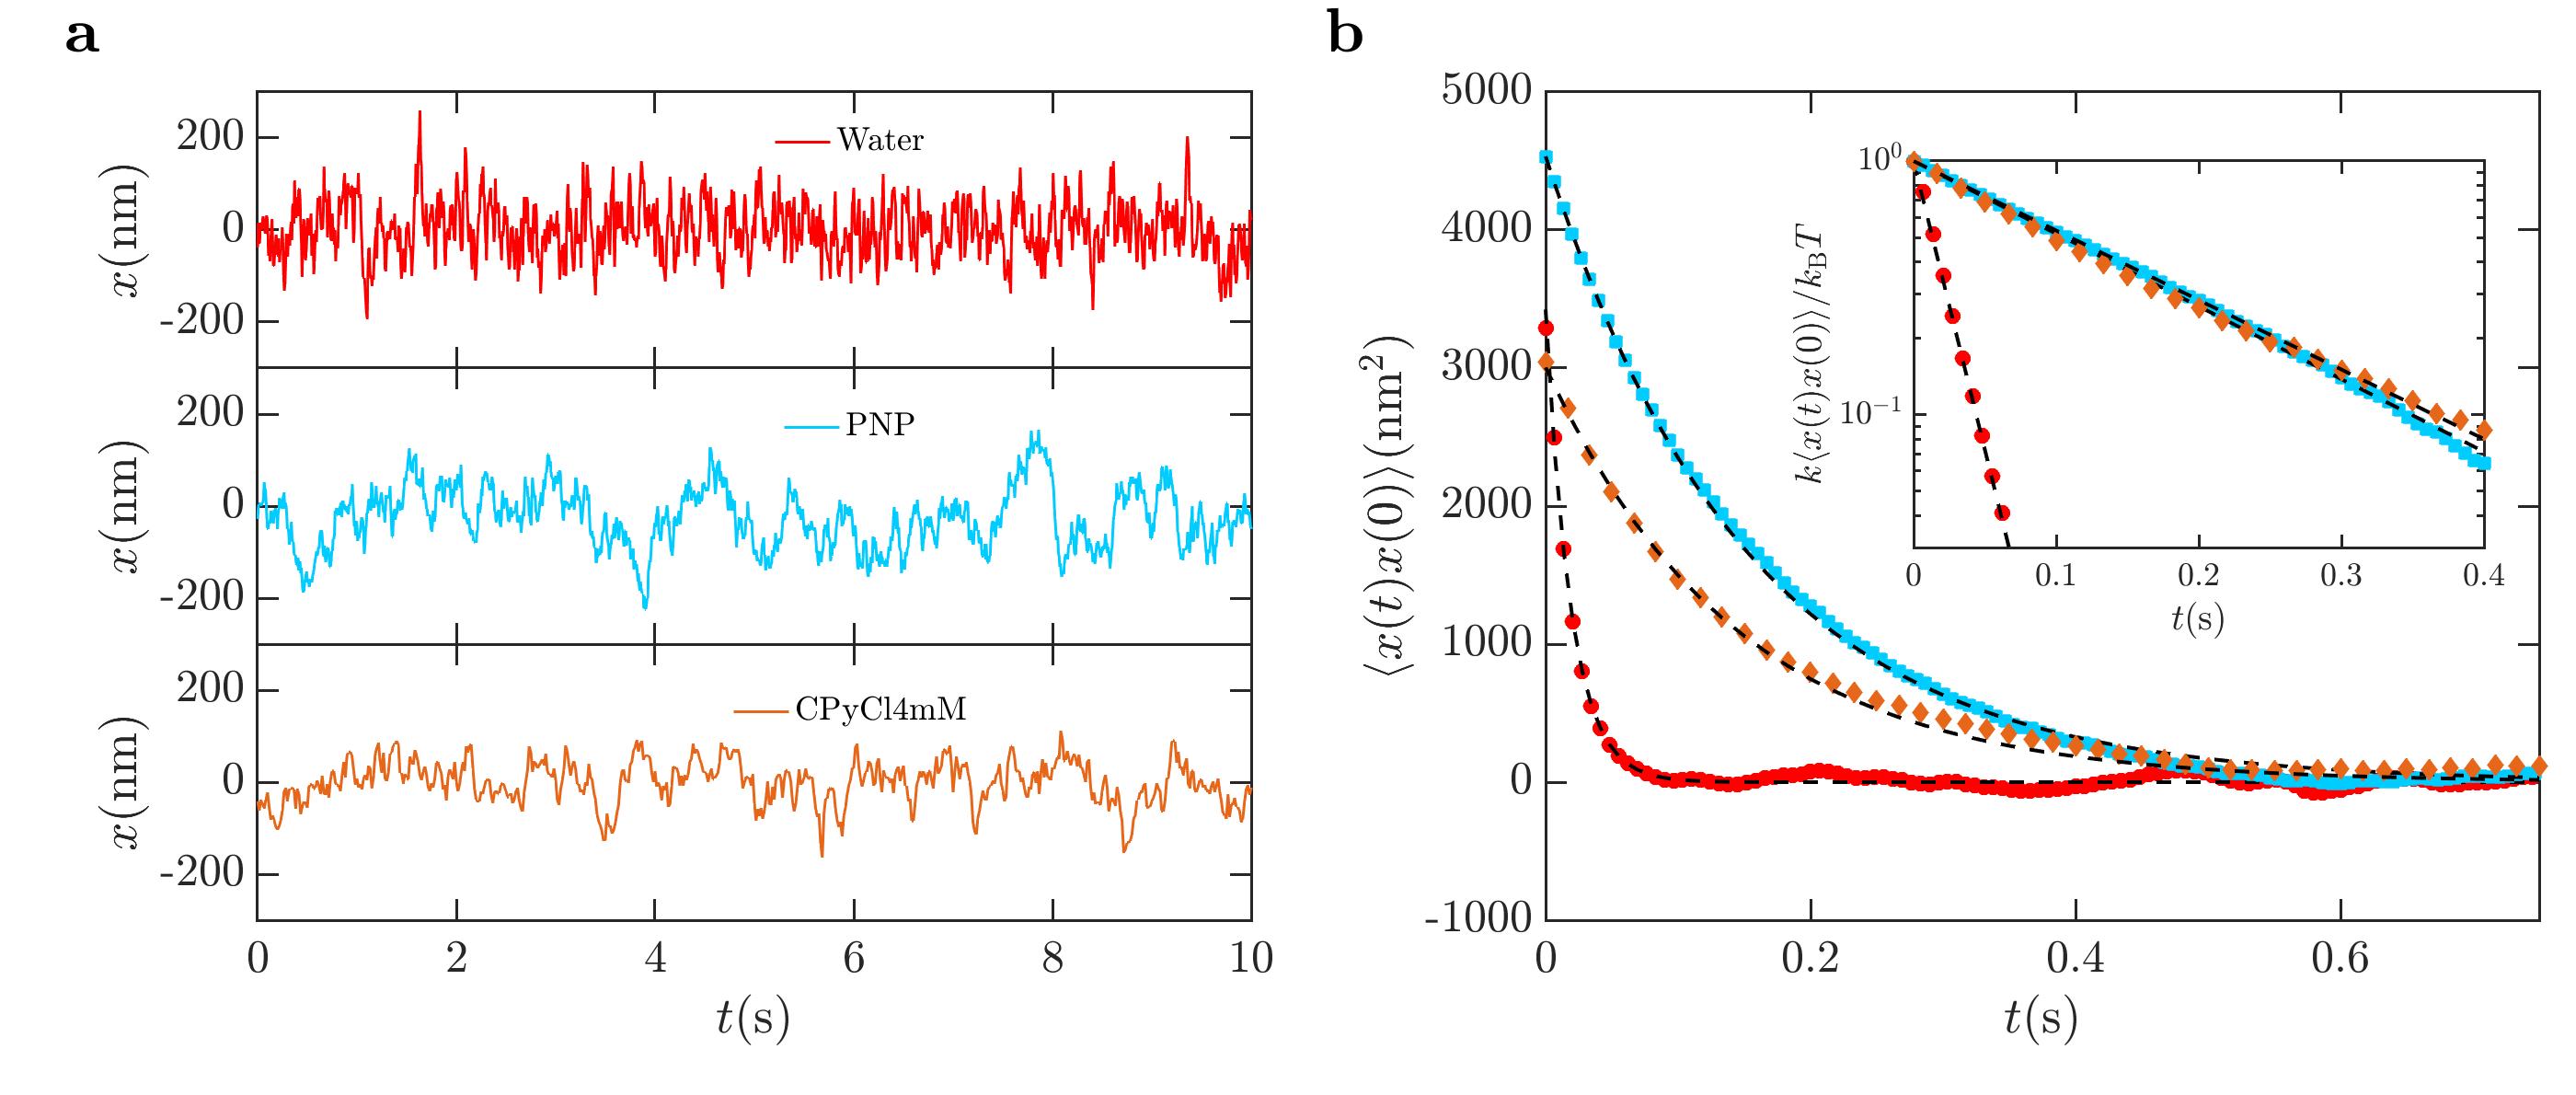 a
x(nm)
200
0
-200
Water
200
0
-200
PNP
200
0
-200
CPyCl4mM
0 2 4 6 8 10
t(s)
b
⟨x(t)x(0)⟩(nm²)
5000
4000
3000
2000
1000
0
-1000
0 0.2 0.4 0.6
t(s)
k⟨x(t)x(0)⟩/k_BT
10⁰
10⁻¹
0 0.1 0.2 0.3 0.4
t(s)
x(nm)
x(nm)